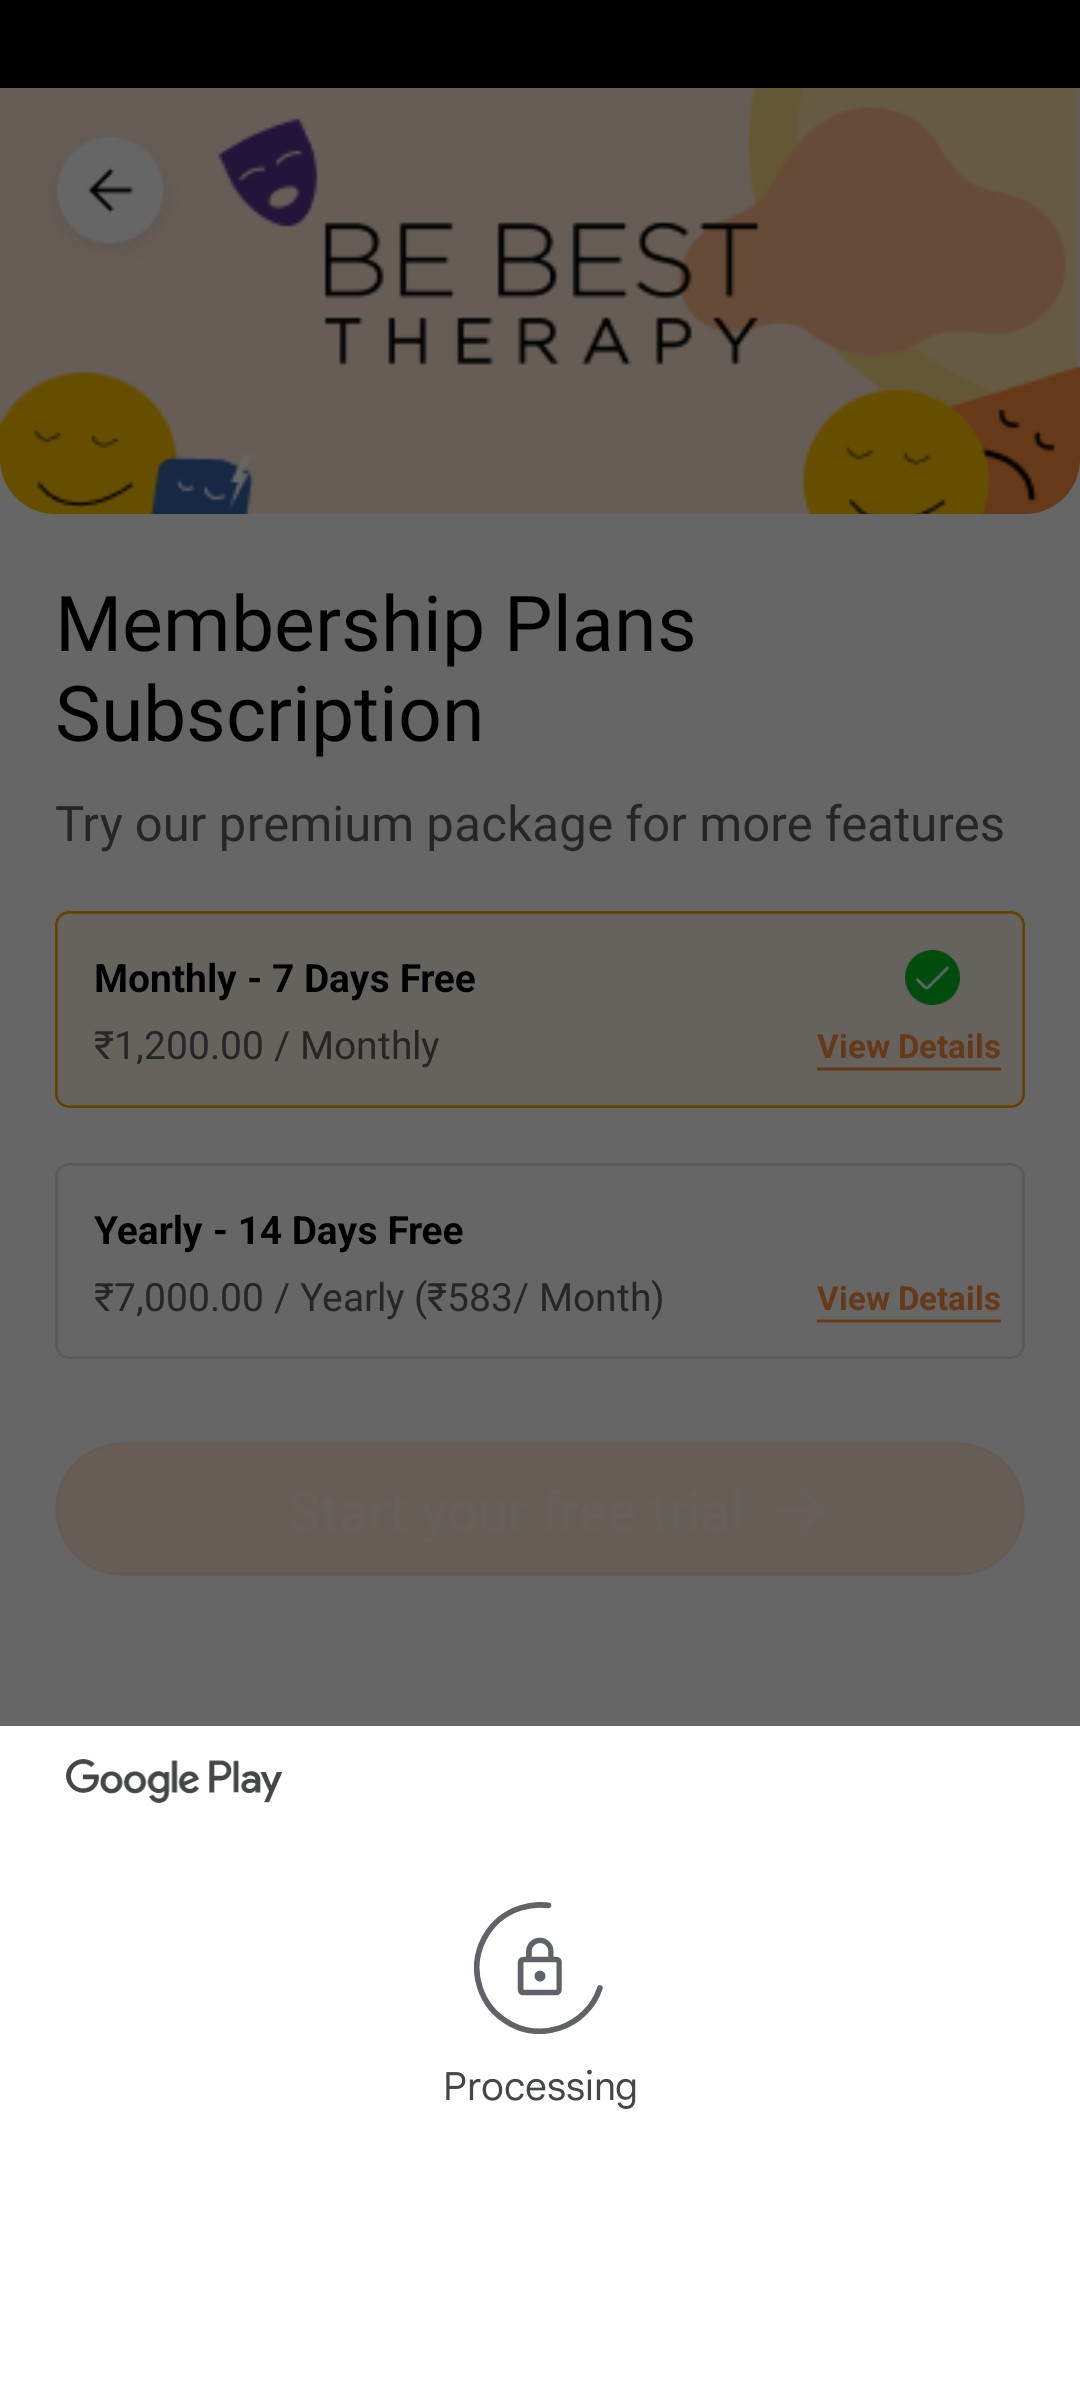 BE BEST
THERAPY
Membership Plans
Subscription
Try our premium package for more features
Monthly - 7 Days Free
₹1,200.00 / Monthly
View Details
Yearly - 14 Days Free
₹7,000.00 / Yearly (₹583/ Month)
View Details
Start your free trial
Google Play
Processing